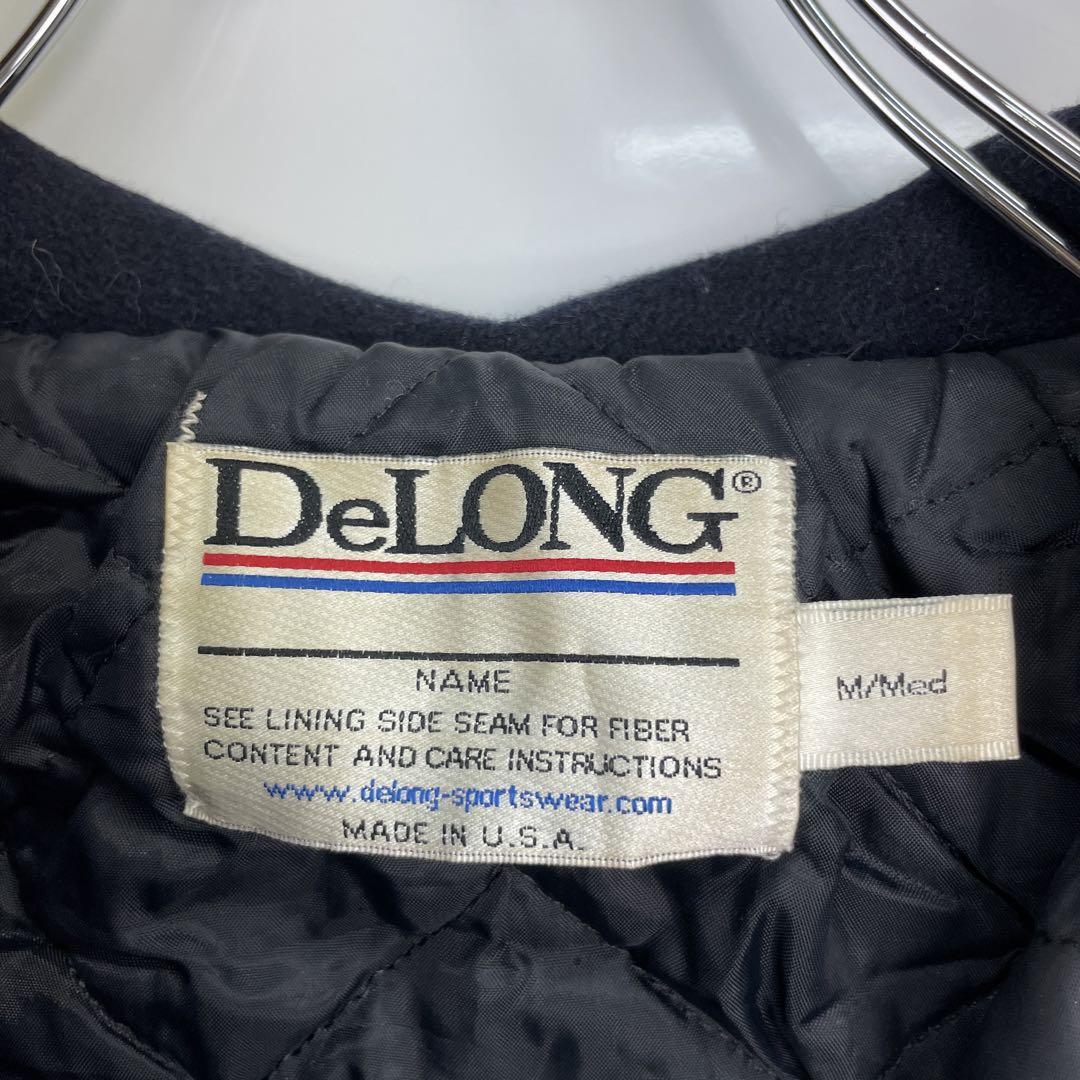 DeLONG®
NAME
SEE LINING SIDE SEAM FOR FIBER
CONTENT AND CARE INSTRUCTIONS
www.delong-sportswear.com
MADE IN U.S.A.
M/Med